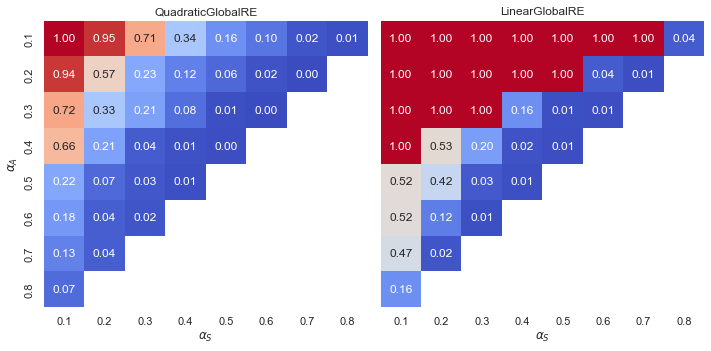 QuadraticGlobalRE
LinearGlobalRE
0.1 1.00 0.95 0.71 0.34 0.16 0.10 0.02 0.01 1.00 1.00 1.00 1.00 1.00 1.00 1.00 0.04
0.2 0.94 0.57 0.23 0.12 0.06 0.02 0.00 1.00 1.00 1.00 1.00 1.00 0.04 0.01
0.3 0.72 0.33 0.21 0.08 0.01 0.00 1.00 1.00 1.00 0.16 0.01 0.01
0.4 0.66 0.21 0.04 0.01 0.00 1.00 0.53 0.20 0.02 0.01
α_A
0.5 0.22 0.07 0.03 0.01 0.52 0.42 0.03 0.01
0.6 0.18 0.04 0.02 0.52 0.12 0.01
0.7 0.13 0.04 0.47 0.02
0.8 0.07 0.16
0.1 0.2 0.3 0.4 0.5 0.6 0.7 0.8 0.1 0.2 0.3 0.4 0.5 0.6 0.7 0.8
α_S α_S